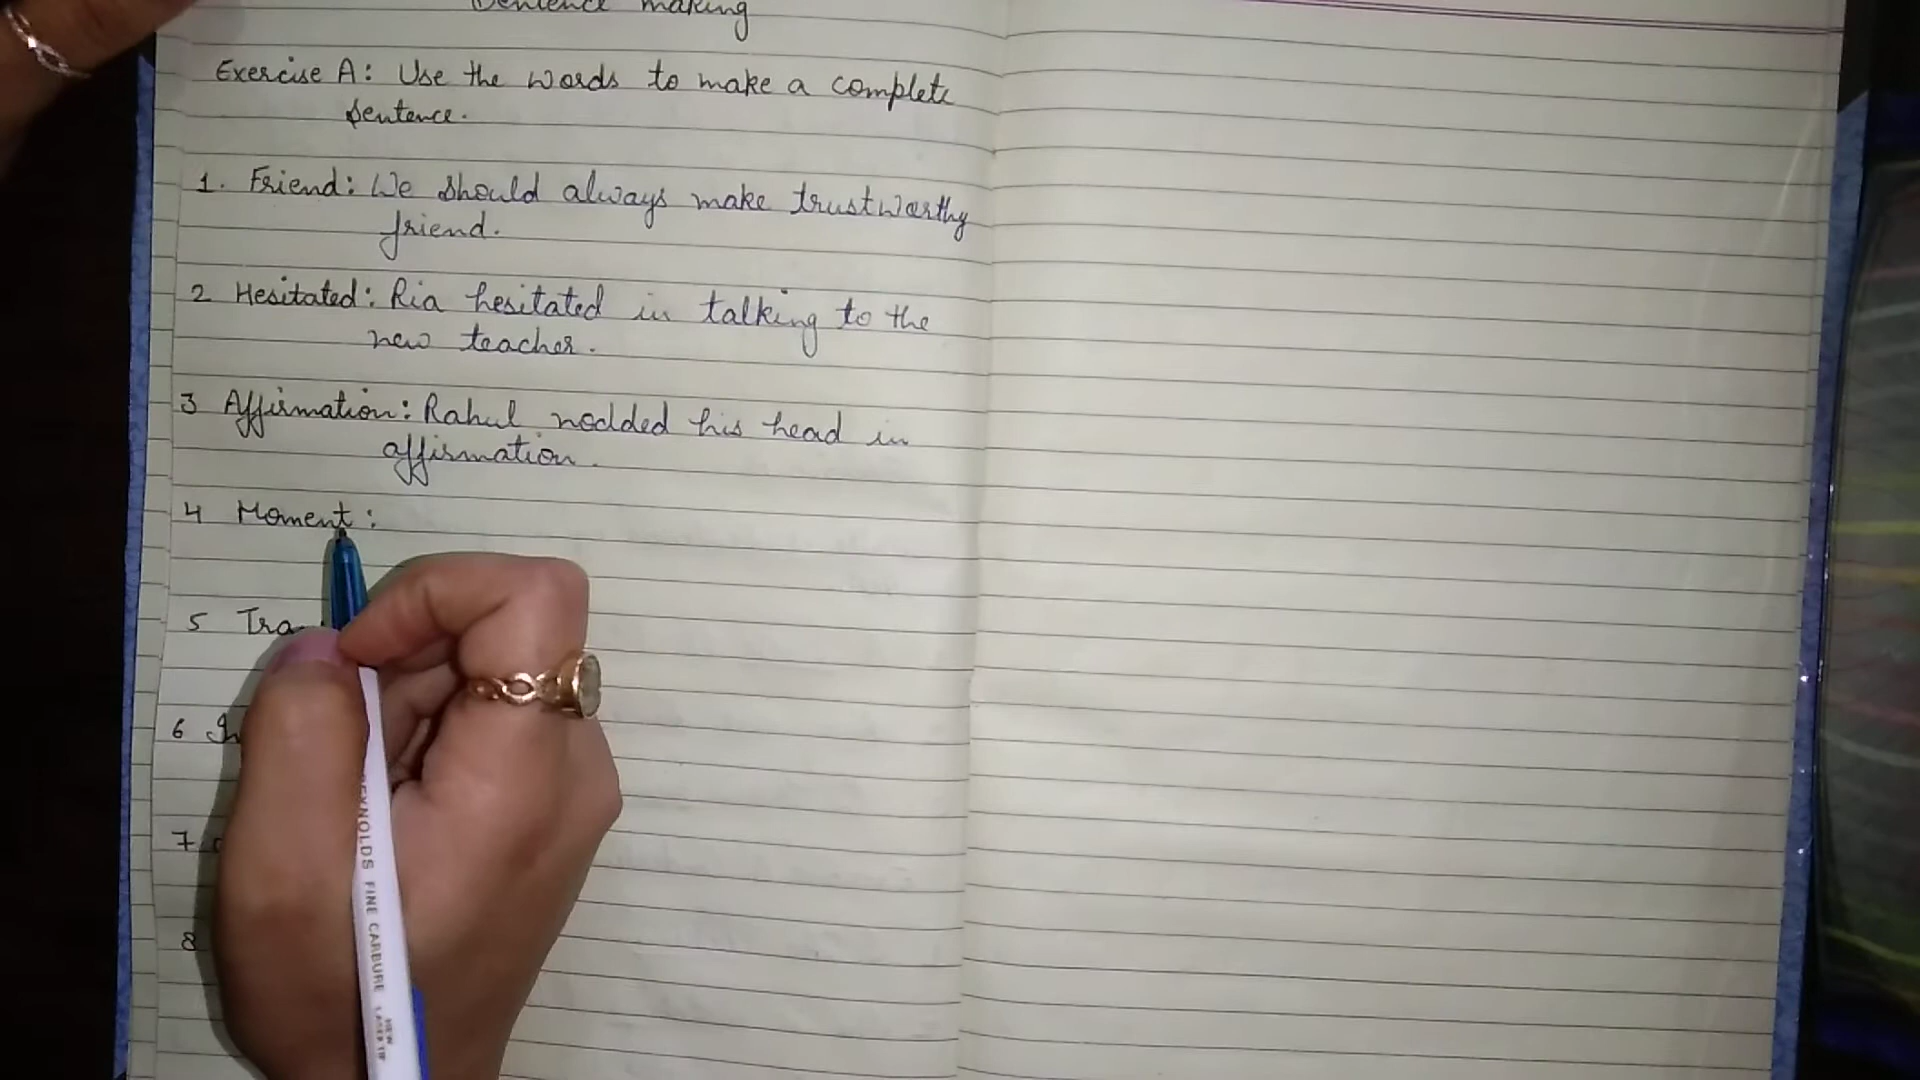 Sentence making
Exercise A: Use the words to make a complete
sentence.
1. Friend: We should always make trustworthy
friend.
2 Hesitated: Ria hesitated in talking to the
new teacher.
3 Affirmation: Rahul nodded his head in
affirmation.
4 Moment:
5
6
7
8
REYNOLDS FINE CARBURE